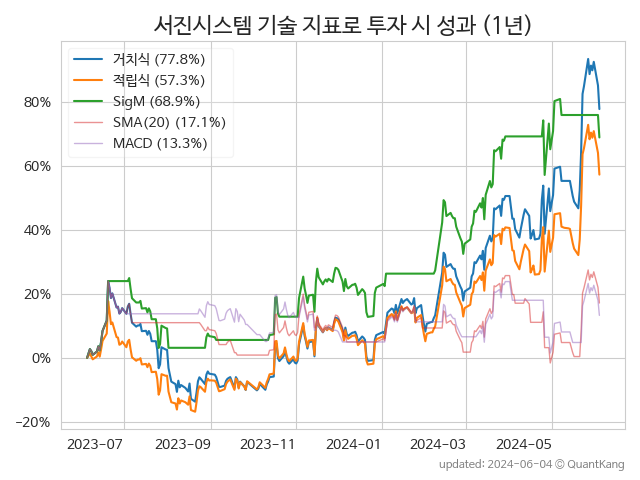 서진시스템 기술 지표로 투자 시 성과 (1년)
거치식 (77.8%)
적립식 (57.3%)
SigM (68.9%)
SMA(20) (17.1%)
MACD (13.3%)
80%
60%
40%
20%
0%
−20%
2023-07 2023-09 2023-11 2024-01 2024-03 2024-05
updated: 2024-06-04 © QuantKang